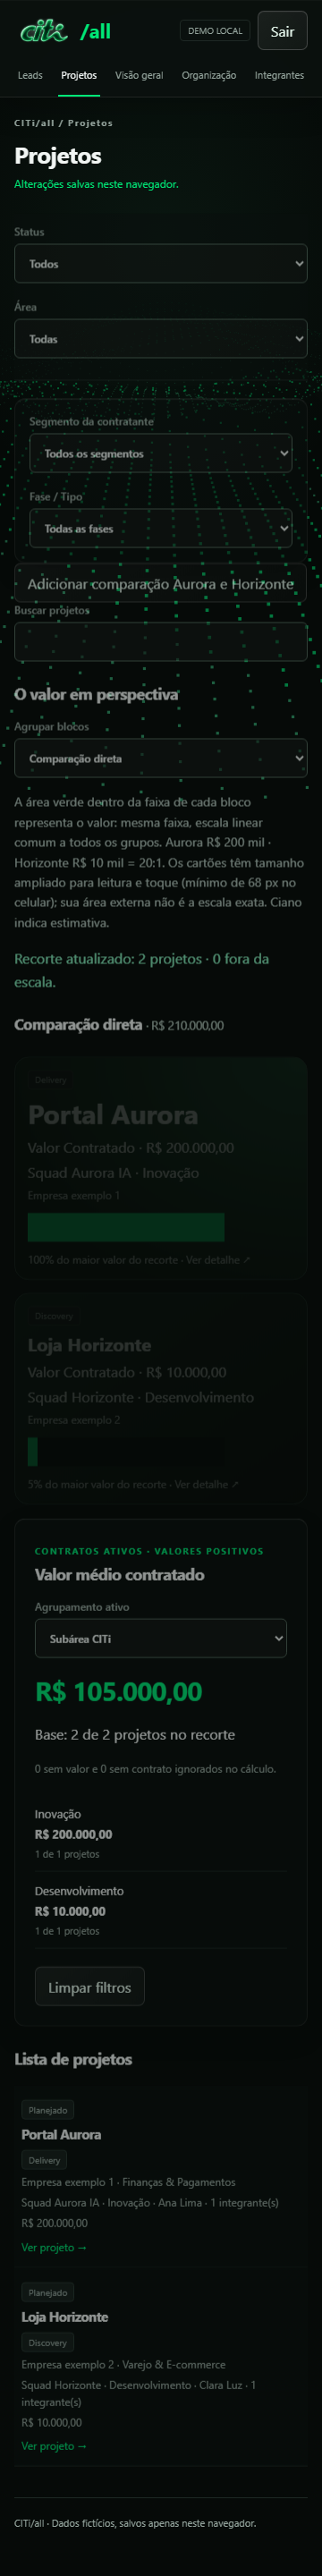 citi /all
DEMO LOCAL
Sair
Leads Projetos Visão geral Organização Integrantes
CITi/all / Projetos
Projetos
Alterações salvas neste navegador.
Status
Todos
Área
Todas
Segmento da contratante
Todos os segmentos
Fase / Tipo
Todas as fases
Adicionar comparação Aurora e Horizonte
Buscar projetos
O valor em perspectiva
Agrupar blocos
Comparação direta
A área verde dentro da faixa de cada bloco
representa o valor: mesma faixa, escala linear
comum a todos os grupos. Aurora R$ 200 mil ·
Horizonte R$ 10 mil = 20:1. Os cartões têm tamanho
ampliado para leitura e toque (mínimo de 68 px no
celular); sua área externa não é a escala exata. Ciano
indica estimativa.
Recorte atualizado: 2 projetos · 0 fora da
escala.
Comparação direta · R$ 210.000,00
Delivery
Portal Aurora
Valor Contratado · R$ 200.000,00
Squad Aurora IA · Inovação
Empresa exemplo 1
100% do maior valor do recorte · Ver detalhe ↗
Discovery
Loja Horizonte
Valor Contratado · R$ 10.000,00
Squad Horizonte · Desenvolvimento
Empresa exemplo 2
5% do maior valor do recorte · Ver detalhe ↗
CONTRATOS ATIVOS · VALORES POSITIVOS
Valor médio contratado
Agrupamento ativo
Subárea CITi
R$ 105.000,00
Base: 2 de 2 projetos no recorte
0 sem valor e 0 sem contrato ignorados no cálculo.
Inovação
R$ 200.000,00
1 de 1 projetos
Desenvolvimento
R$ 10.000,00
1 de 1 projetos
Limpar filtros
Lista de projetos
Planejado
Portal Aurora
Delivery
Empresa exemplo 1 · Finanças & Pagamentos
Squad Aurora IA · Inovação · Ana Lima · 1 integrante(s)
R$ 200.000,00
Ver projeto →
Planejado
Loja Horizonte
Discovery
Empresa exemplo 2 · Varejo & E-commerce
Squad Horizonte · Desenvolvimento · Clara Luz · 1
integrante(s)
R$ 10.000,00
Ver projeto →
CITi/all · Dados fictícios, salvos apenas neste navegador.